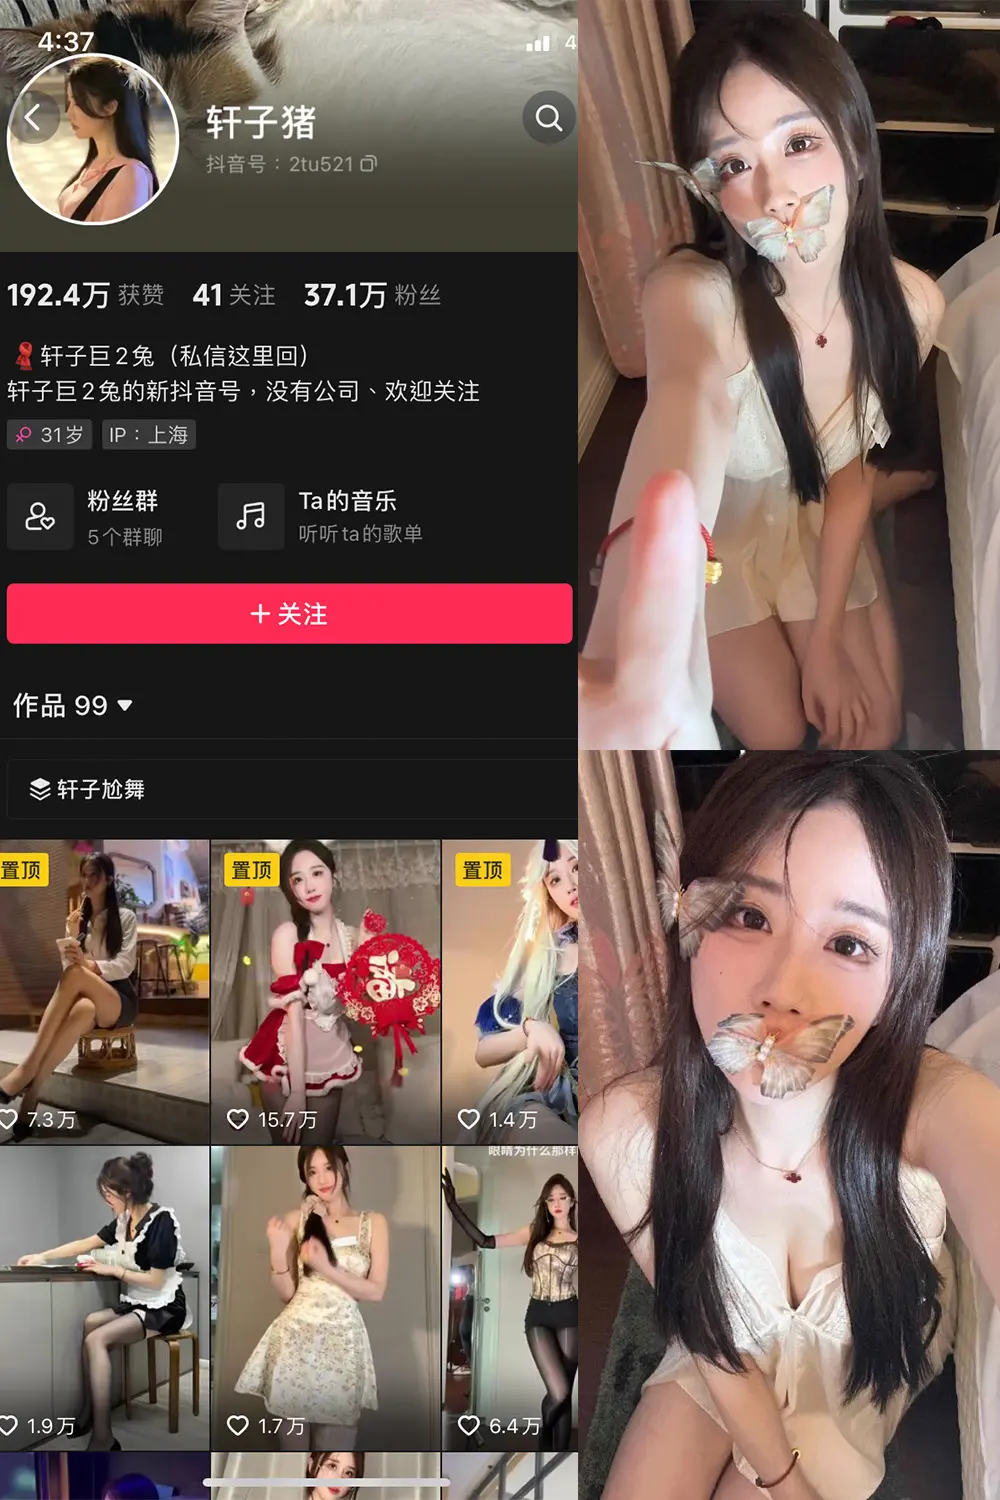 4:37
4
轩子猪
抖音号：2tu521
192.4万 获赞 41 关注 37.1万 粉丝
轩子巨2兔（私信这里回）
轩子巨2兔的新抖音号，没有公司、欢迎关注
31岁 IP：上海
粉丝群 Ta的音乐
5个群聊 听听ta的歌单
+ 关注
作品 99
轩子尬舞
置顶 置顶 置顶
7.3万 15.7万 1.4万
眼睛为什么那样
1.9万 1.7万 6.4万